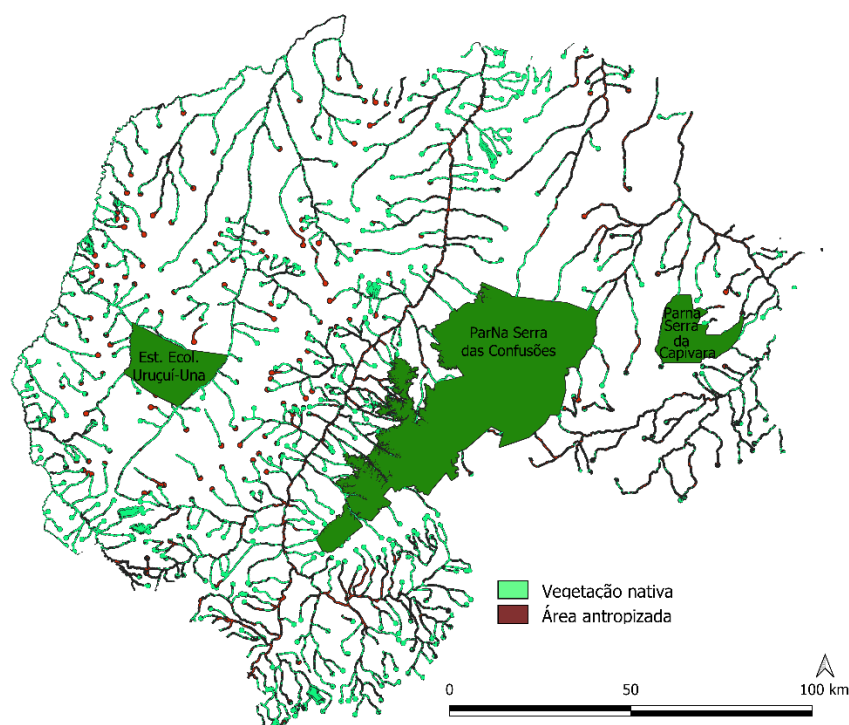 Est. Ecol.
Uruçuí-Una
ParNa Serra
das Confusões
Parna
Serra
da
Capivara
Vegetação nativa
Área antropizada
0
50
100 km